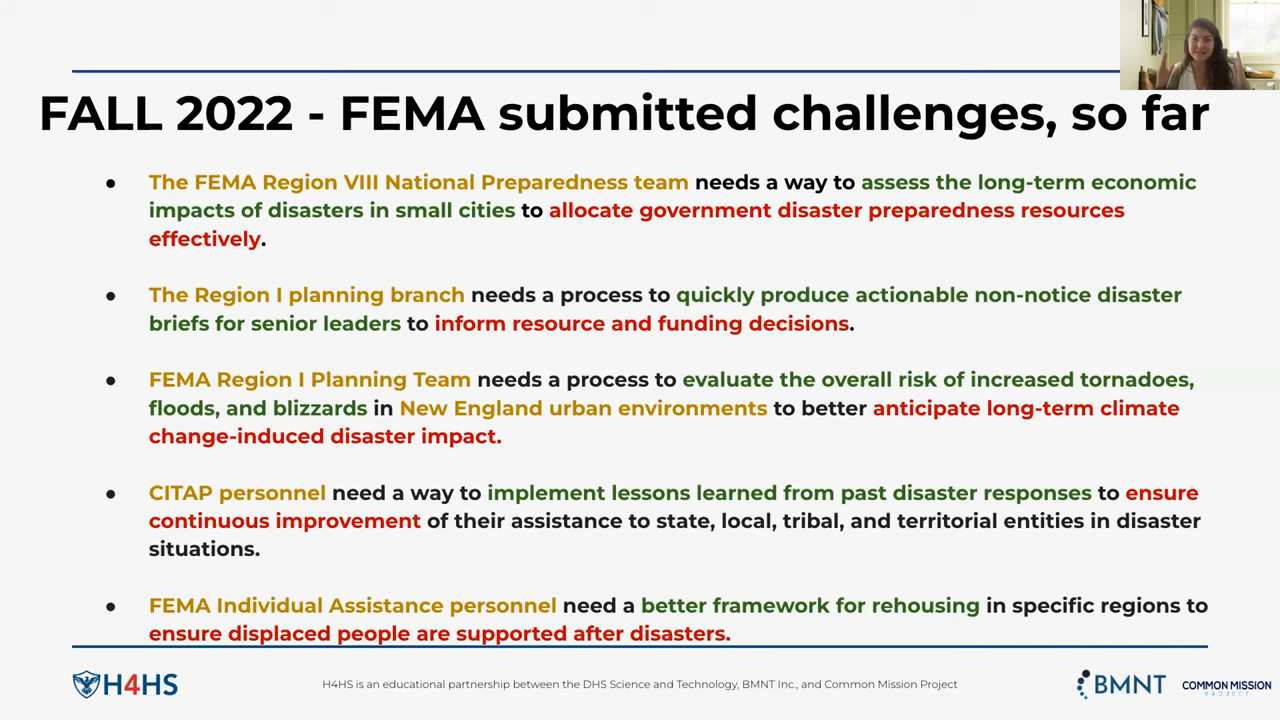 FALL 2022 - FEMA submitted challenges, so far
● The FEMA Region VIII National Preparedness team needs a way to assess the long-term economic
impacts of disasters in small cities to allocate government disaster preparedness resources
effectively.
● The Region I planning branch needs a process to quickly produce actionable non-notice disaster
briefs for senior leaders to inform resource and funding decisions.
● FEMA Region I Planning Team needs a process to evaluate the overall risk of increased tornadoes,
floods, and blizzards in New England urban environments to better anticipate long-term climate
change-induced disaster impact.
● CITAP personnel need a way to implement lessons learned from past disaster responses to ensure
continuous improvement of their assistance to state, local, tribal, and territorial entities in disaster
situations.
● FEMA Individual Assistance personnel need a better framework for rehousing in specific regions to
ensure displaced people are supported after disasters.
H4HS
H4HS is an educational partnership between the DHS Science and Technology, BMNT Inc., and Common Mission Project
BMNT
COMMON MISSION
PROJECT